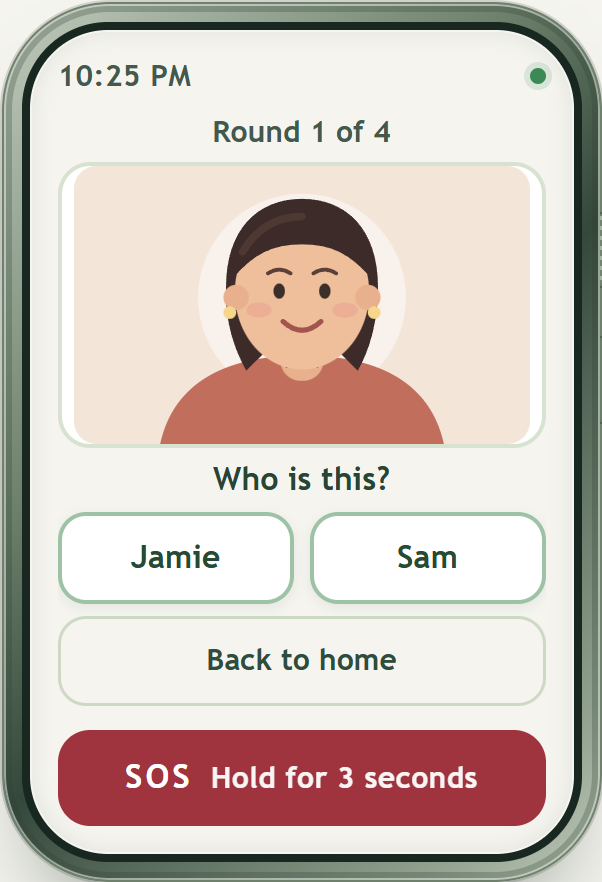 10:25 PM
Round 1 of 4
Who is this?
Jamie
Sam
Back to home
SOS Hold for 3 seconds